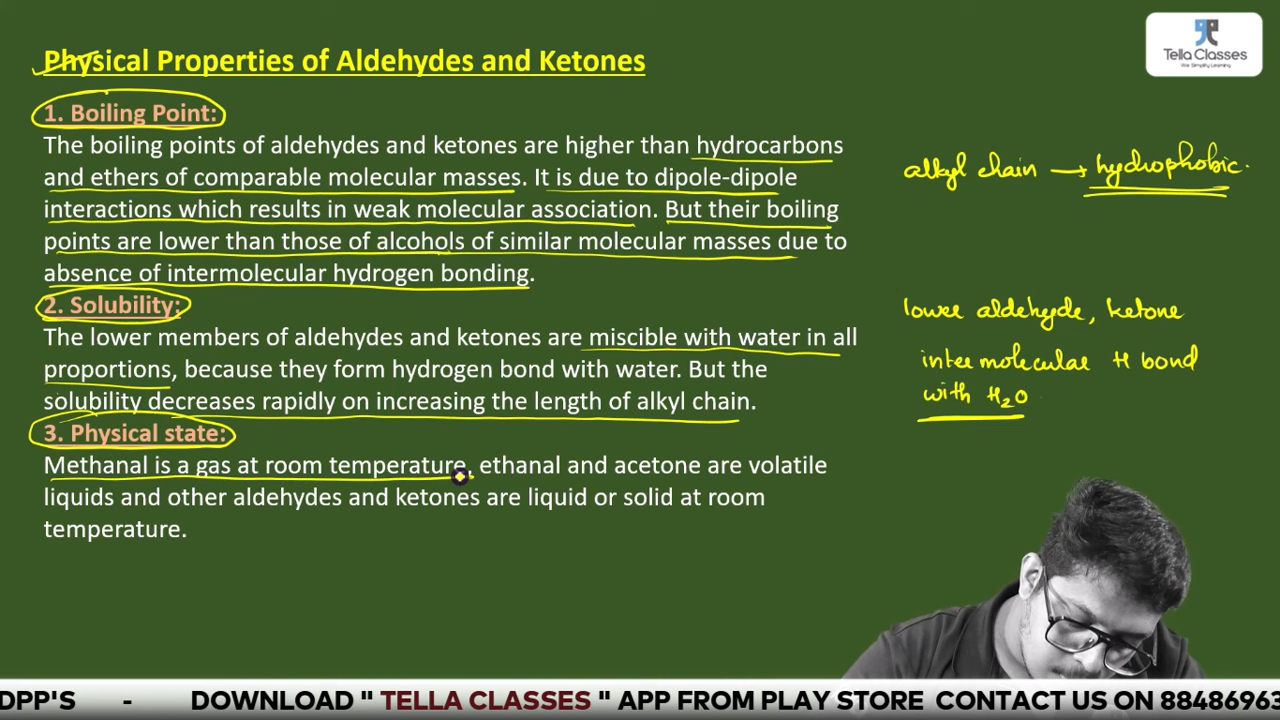 Physical Properties of Aldehydes and Ketones
1. Boiling Point:
The boiling points of aldehydes and ketones are higher than hydrocarbons
and ethers of comparable molecular masses. It is due to dipole-dipole
interactions which results in weak molecular association. But their boiling
points are lower than those of alcohols of similar molecular masses due to
absence of intermolecular hydrogen bonding.
2. Solubility:
The lower members of aldehydes and ketones are miscible with water in all
proportions, because they form hydrogen bond with water. But the
solubility decreases rapidly on increasing the length of alkyl chain.
3. Physical state:
Methanal is a gas at room temperature, ethanal and acetone are volatile
liquids and other aldehydes and ketones are liquid or solid at room
temperature.
Tella Classes
We Simplify Learning
alkyl chain → hydrophobic.
lower aldehyde, ketone
intermolecular H bond
with H2O
DPP'S - DOWNLOAD " TELLA CLASSES " APP FROM PLAY STORE CONTACT US ON 8848696